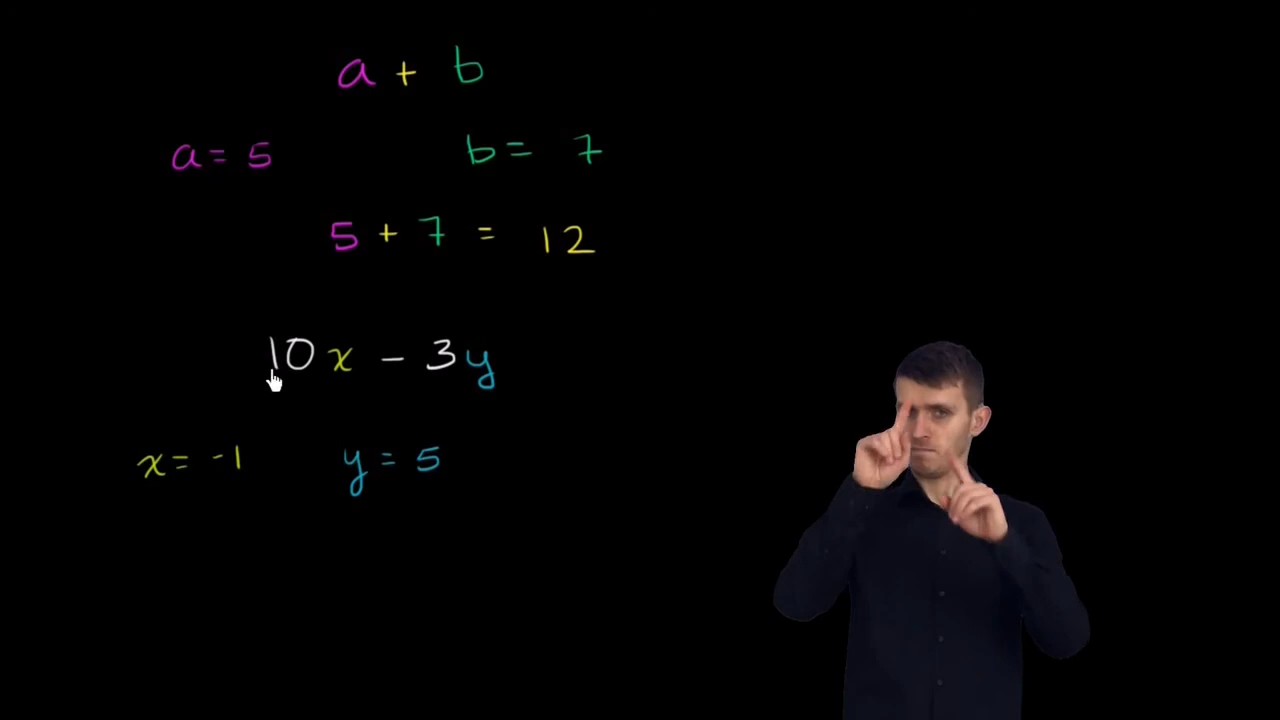 a + b
a = 5 b = 7
5 + 7 = 12
10x - 3y
x = -1 y = 5